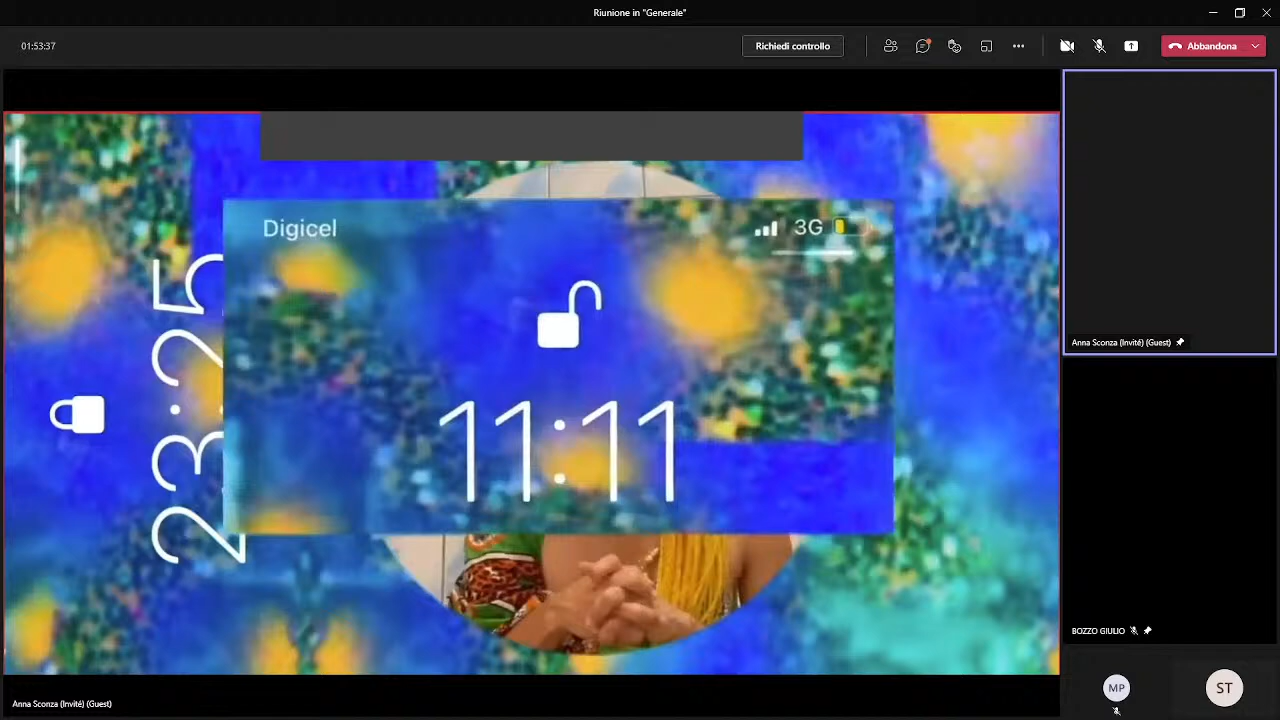 Riunione in "Generale"
01:53:37
Richiedi controllo
Abbandona
Digicel
3G
23:25
11:11
Anna Sconza (Invité) (Guest)
BOZZO GIULIO
MP
ST
Anna Sconza (Invité) (Guest)